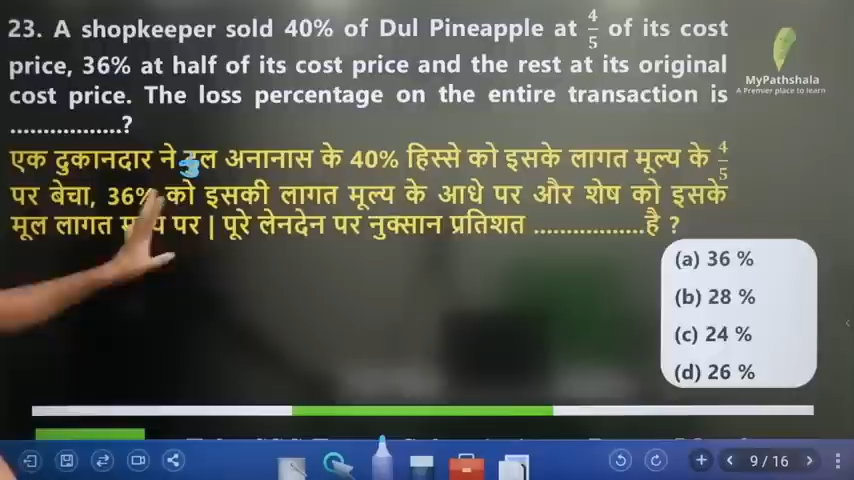 23. A shopkeeper sold 40% of Dul Pineapple at 4/5 of its cost
price, 36% at half of its cost price and the rest at its original
cost price. The loss percentage on the entire transaction is
.................?
MyPathshala
A Premier place to learn
एक दुकानदार ने ल अनानास के 40% हिस्से को इसके लागत मूल्य के 4/5
पर बेचा, 36% को इसकी लागत मूल्य के आधे पर और शेष को इसके
मूल लागत पर | पूरे लेनदेन पर नुक्सान प्रतिशत .................है ?
(a) 36 %
(b) 28 %
(c) 24 %
(d) 26 %
9 / 16